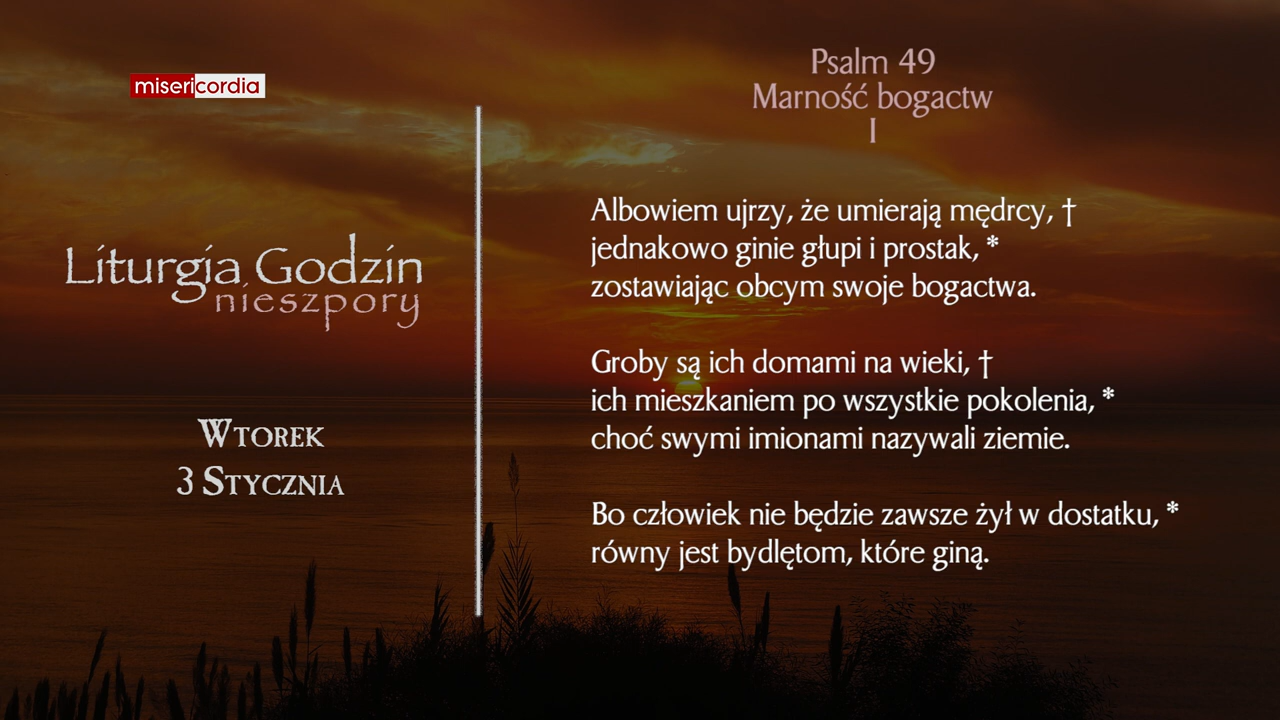 misericordia
Liturgia Godzin
nieszpory
Wtorek
3 Stycznia
Psalm 49
Marność bogactw
I
Albowiem ujrzy, że umierają mędrcy, †
jednakowo ginie głupi i prostak, *
zostawiając obcym swoje bogactwa.
Groby są ich domami na wieki, †
ich mieszkaniem po wszystkie pokolenia, *
choć swymi imionami nazywali ziemie.
Bo człowiek nie będzie zawsze żył w dostatku, *
równy jest bydlętom, które giną.